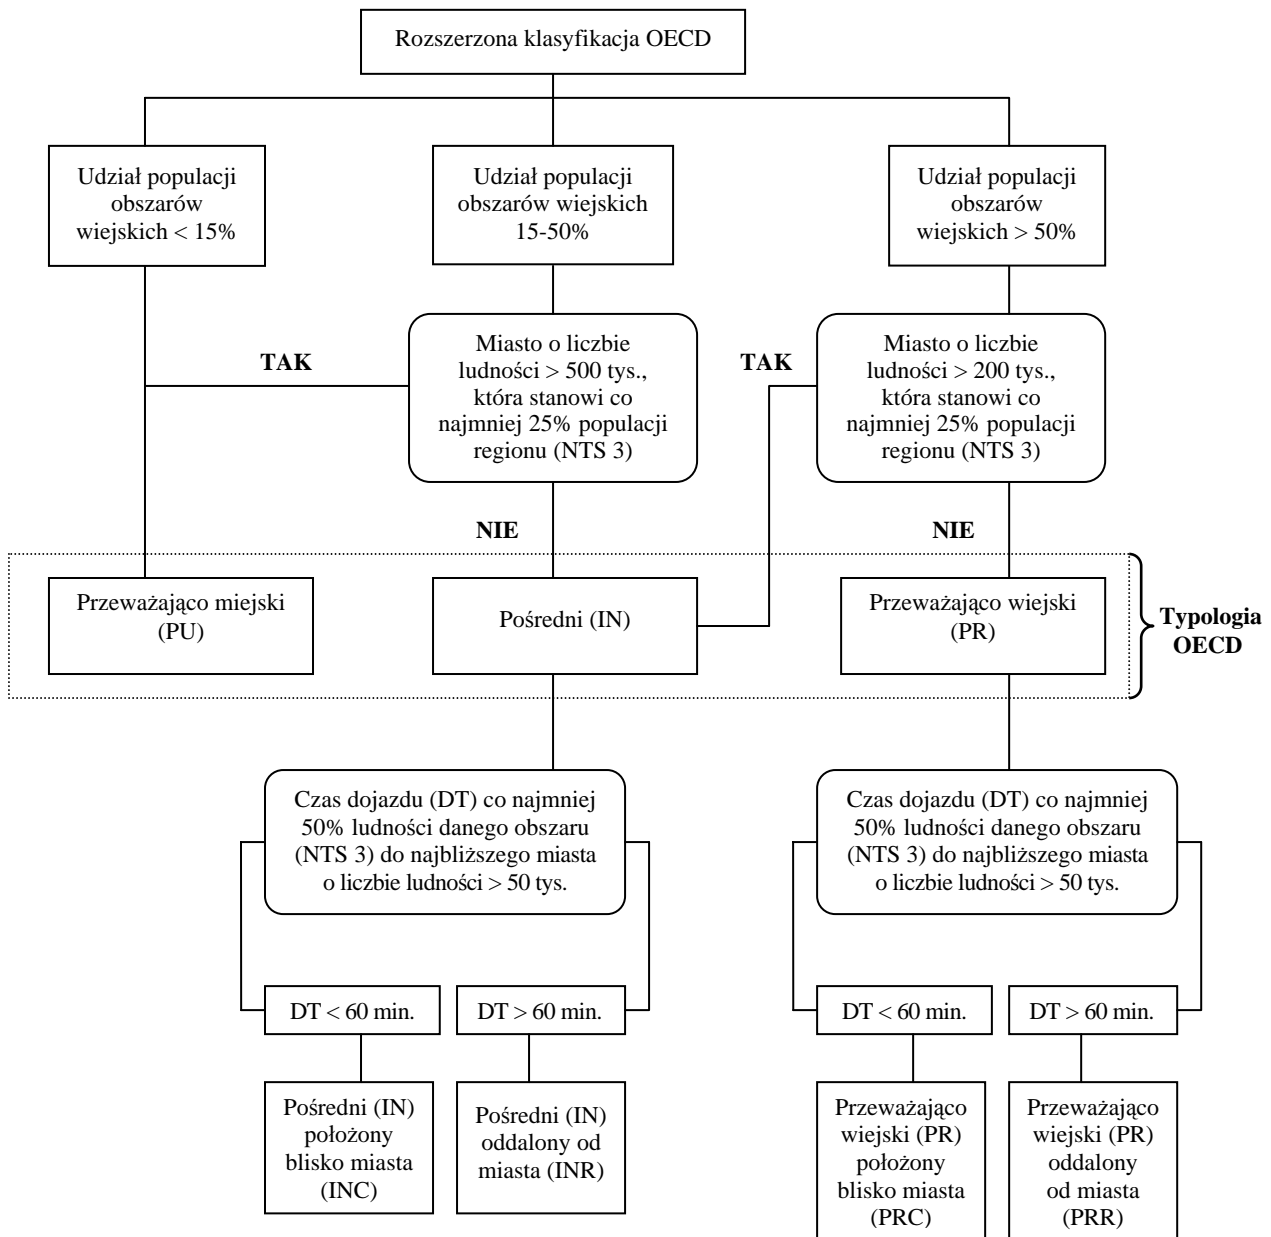 Rozszerzona klasyfikacja OECD
Udział populacji
obszarów
wiejskich < 15%
Udział populacji
obszarów wiejskich
15-50%
Udział populacji
obszarów
wiejskich > 50%
TAK
Miasto o liczbie
ludności > 500 tys.,
która stanowi co
najmniej 25% populacji
regionu (NTS 3)
TAK
Miasto o liczbie
ludności > 200 tys.,
która stanowi co
najmniej 25% populacji
regionu (NTS 3)
NIE
NIE
Przeważająco miejski
(PU)
Pośredni (IN)
Przeważająco wiejski
(PR)
Typologia
OECD
Czas dojazdu (DT) co najmniej
50% ludności danego obszaru
(NTS 3) do najbliższego miasta
o liczbie ludności > 50 tys.
Czas dojazdu (DT) co najmniej
50% ludności danego obszaru
(NTS 3) do najbliższego miasta
o liczbie ludności > 50 tys.
DT < 60 min.
DT > 60 min.
DT < 60 min.
DT > 60 min.
Pośredni (IN)
położony
blisko miasta
(INC)
Pośredni (IN)
oddalony od
miasta (INR)
Przeważająco
wiejski (PR)
położony
blisko miasta
(PRC)
Przeważająco
wiejski (PR)
oddalony
od miasta
(PRR)